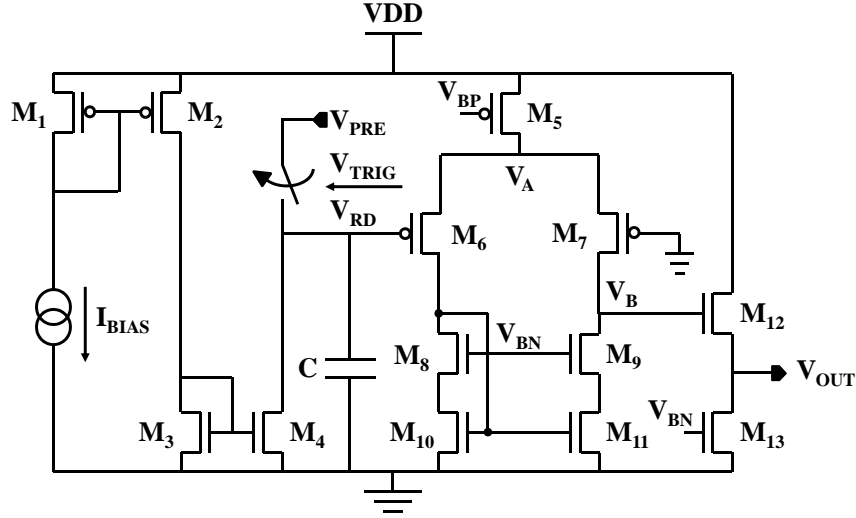 VDD
M1
M2
VBP
M5
VPRE
VTRIG
VA
VRD
M6
M7
IBIAS
VB
M12
C
M8
VBN
M9
VOUT
M3
M4
M10
M11
VBN
M13